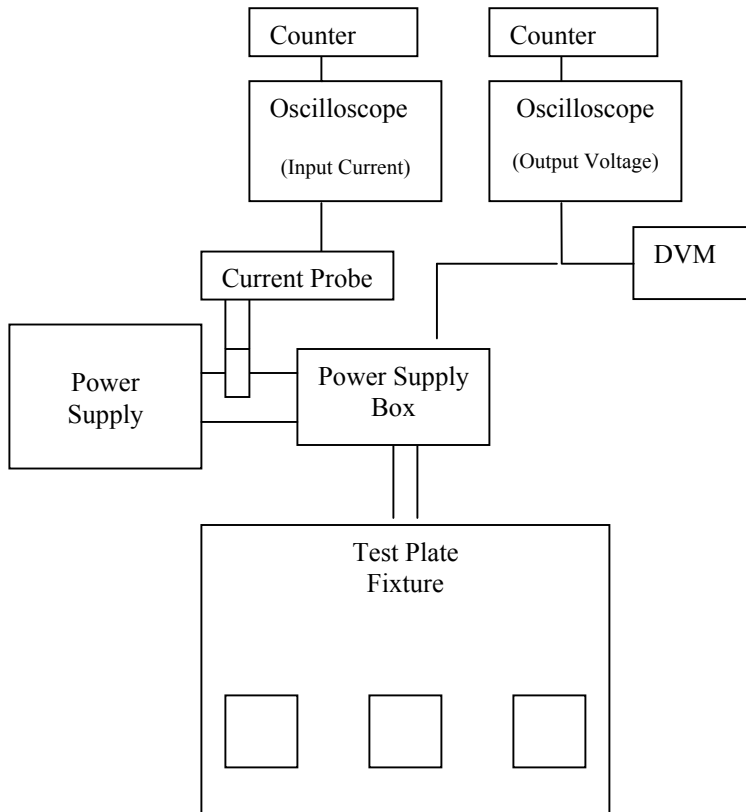 Counter
Counter
Oscilloscope
(Input Current)
Oscilloscope
(Output Voltage)
DVM
Current Probe
Power
Supply
Power Supply
Box
Test Plate
Fixture